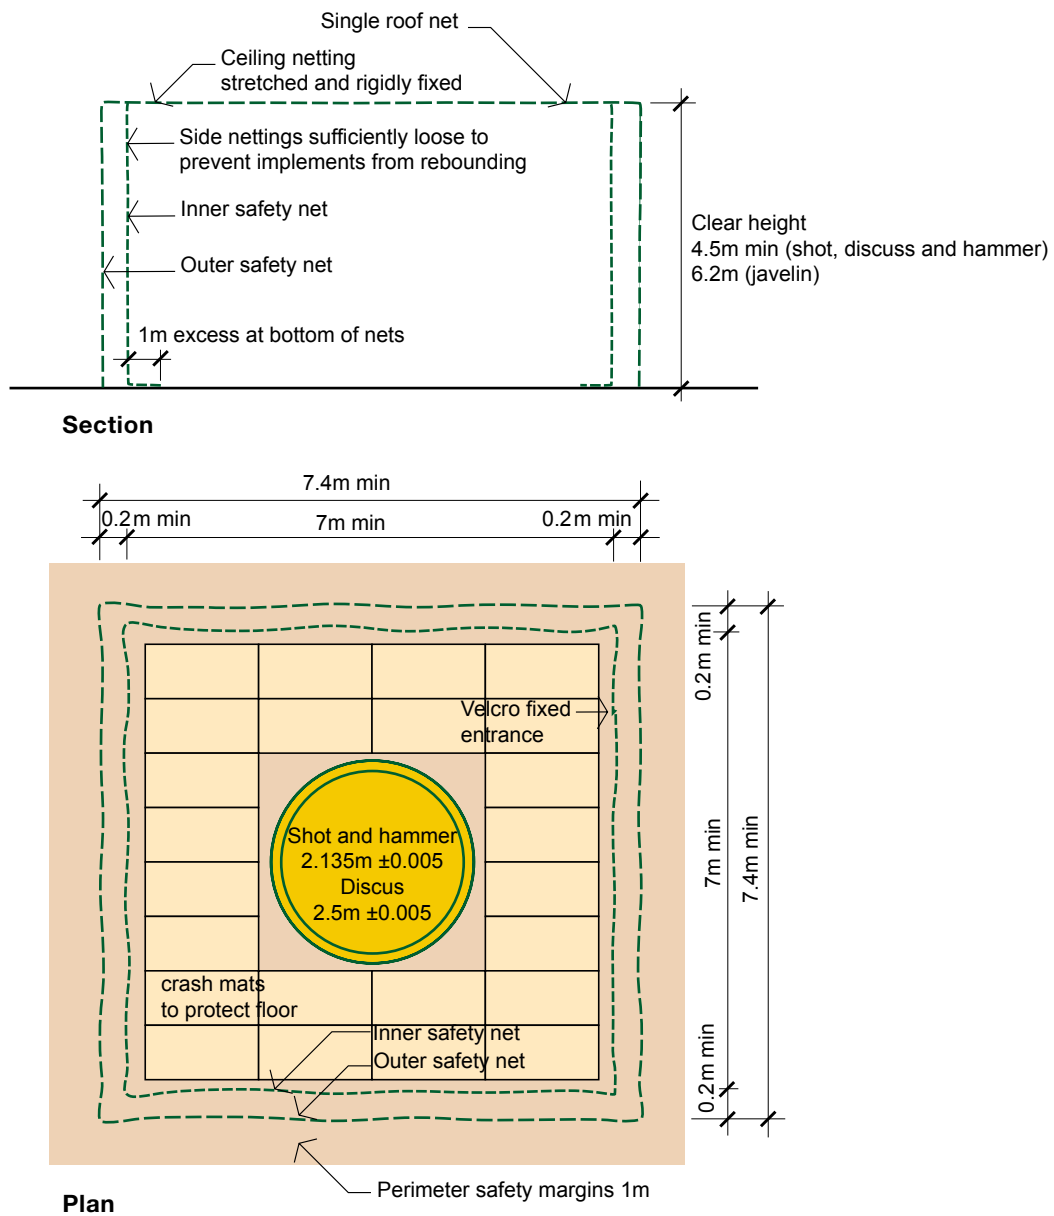 Single roof net
Ceiling netting
stretched and rigidly fixed
Side nettings sufficiently loose to
prevent implements from rebounding
Inner safety net
Outer safety net
Clear height
4.5m min (shot, discuss and hammer)
6.2m (javelin)
1m excess at bottom of nets
Section
7.4m min
0.2m min
7m min
0.2m min
0.2m min
Velcro fixed
entrance
7m min
7.4m min
Shot and hammer
2.135m ±0.005
Discus
2.5m ±0.005
crash mats
to protect floor
Inner safety net
Outer safety net
0.2m min
Perimeter safety margins 1m
Plan